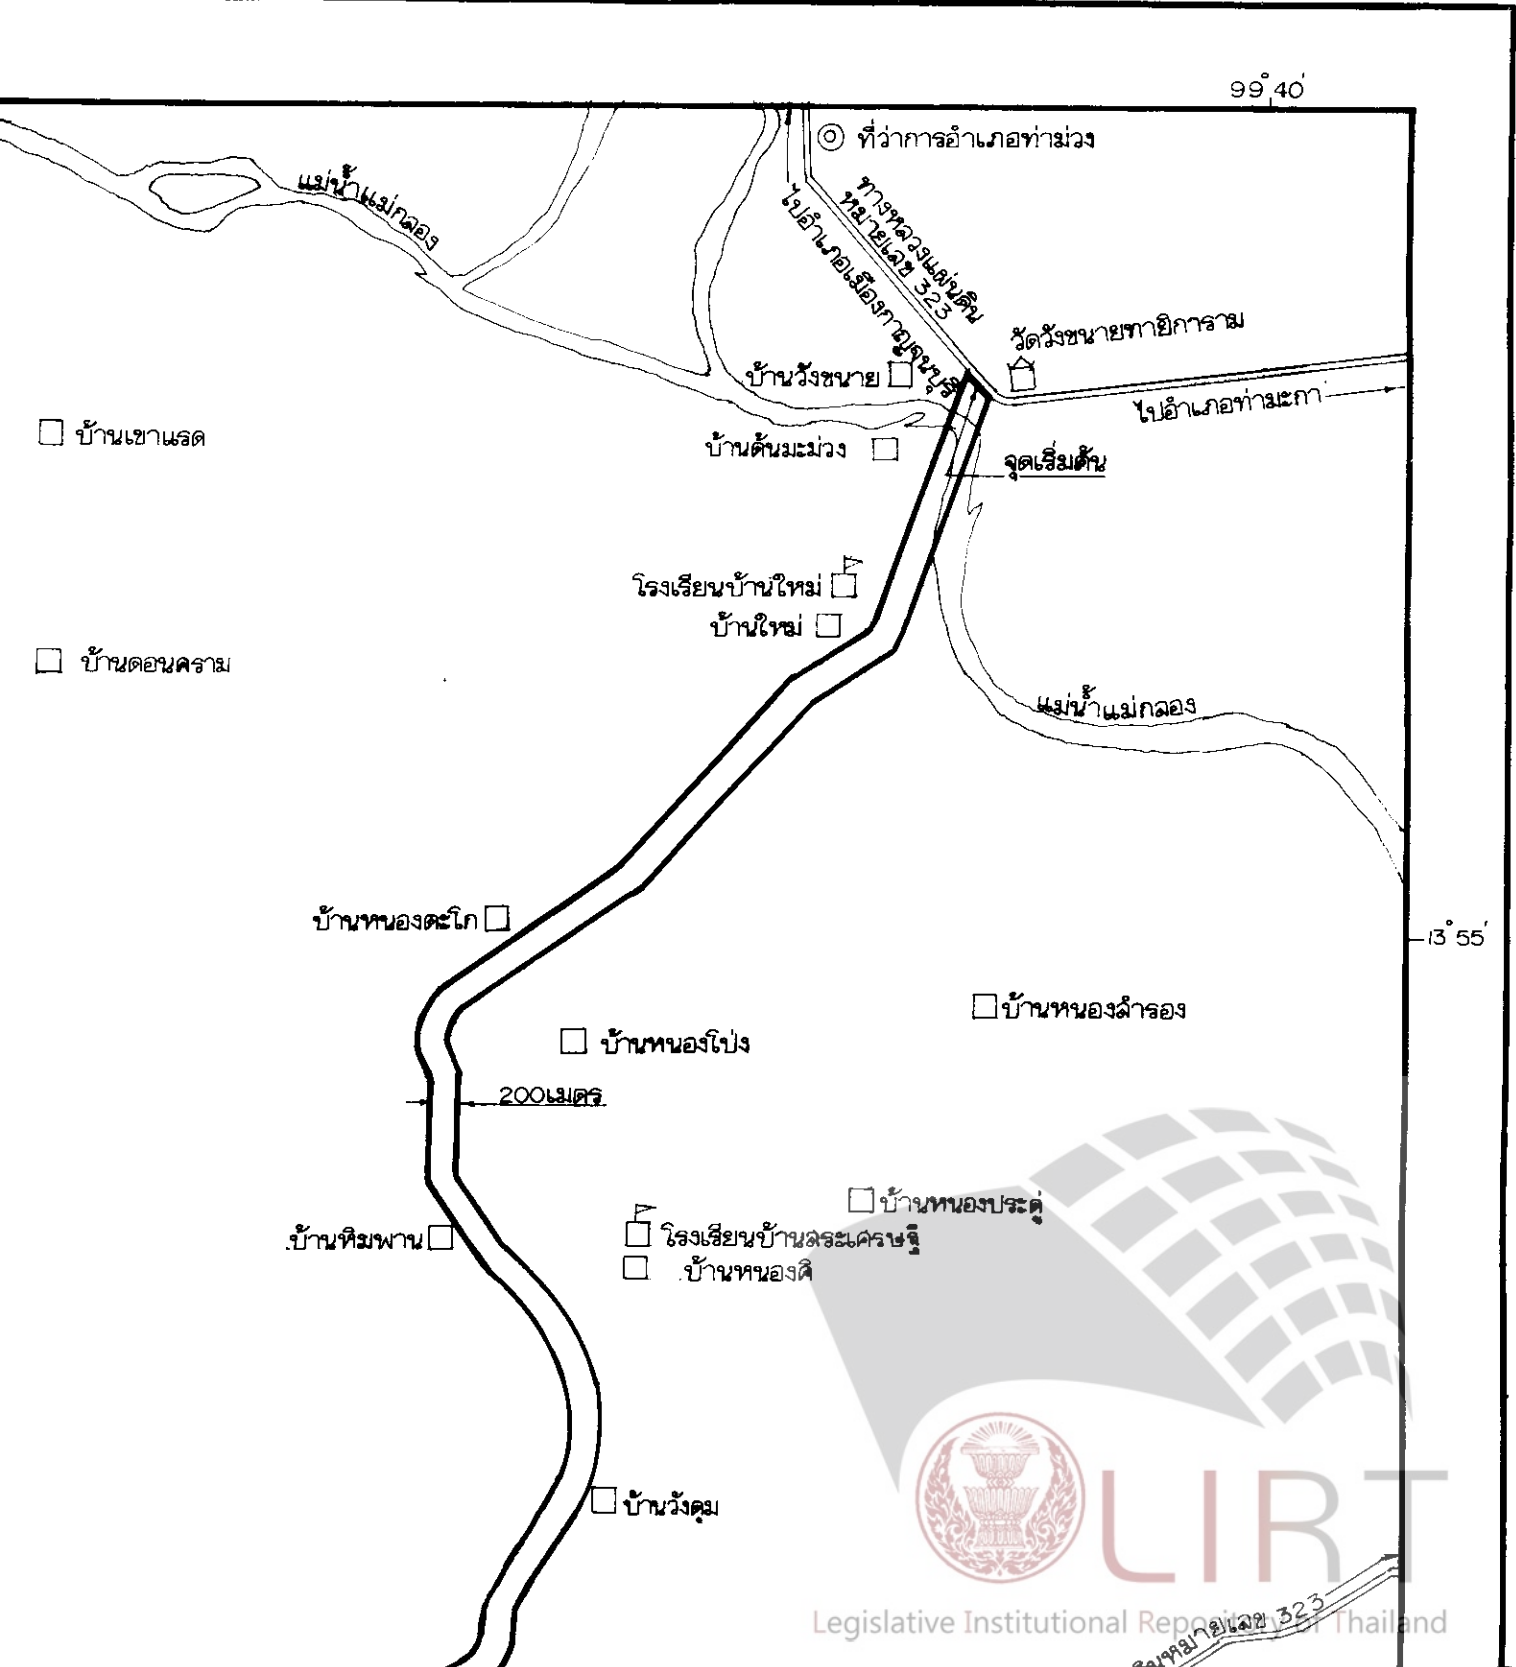 99°40'
ที่ว่าการอำเภอท่าม่วง
แม่น้ำแม่กลอง
ทางหลวงแผ่นดิน
หมายเลข 323
ไปอำเภอเมืองกาญจนบุรี
วัดวังขนายทายิการาม
บ้านวังขนาย
ไปอำเภอท่ามะกา
บ้านเขาแรด
บ้านต้นมะม่วง
จุดเริ่มต้น
โรงเรียนบ้านใหม่
บ้านใหม่
บ้านดอนคราม
แม่น้ำแม่กลอง
บ้านหนองตะโก
13°55'
บ้านหนองสำรอง
บ้านหนองโป่ง
200เมตร
บ้านหนองประดู่
บ้านทิมพาน
โรงเรียนบ้านสระเศรษฐี
บ้านหนองคิ
บ้านวังคุม
LIRT
Legislative Institutional Repository of Thailand
หมายเลข 323